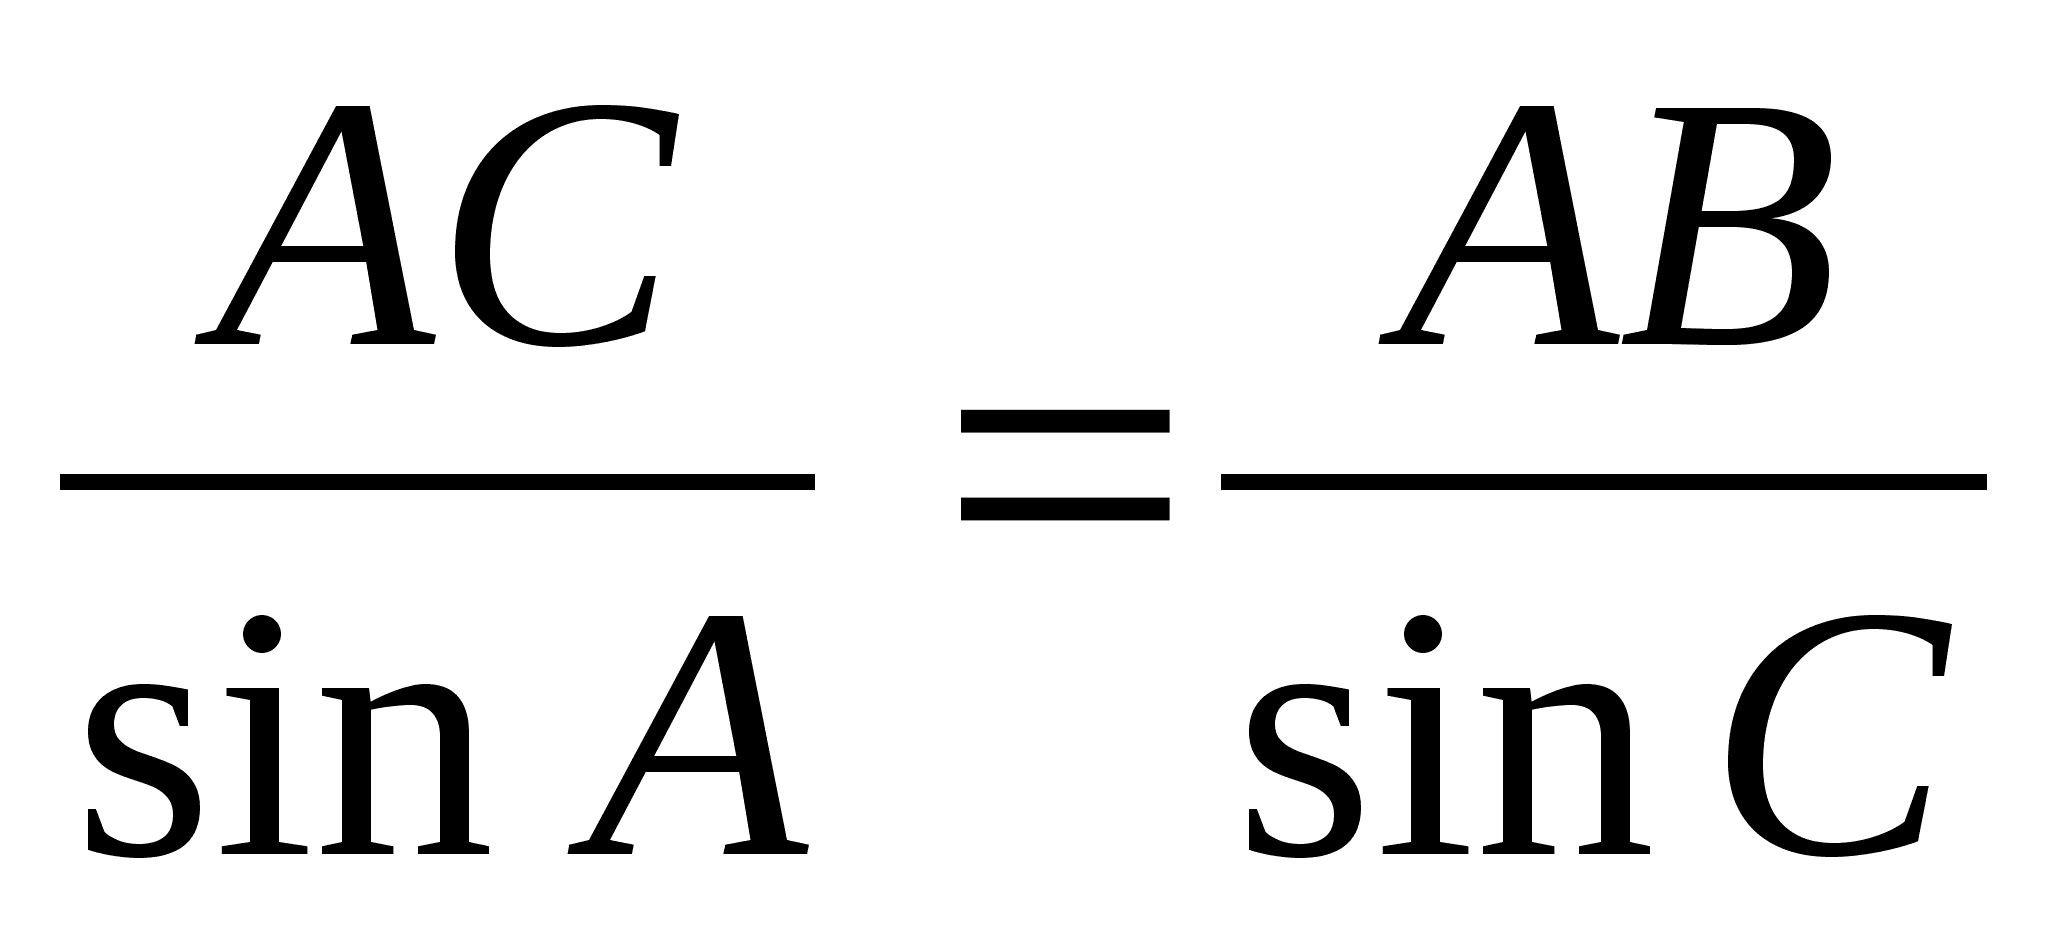 AC/sin A = AB/sin C